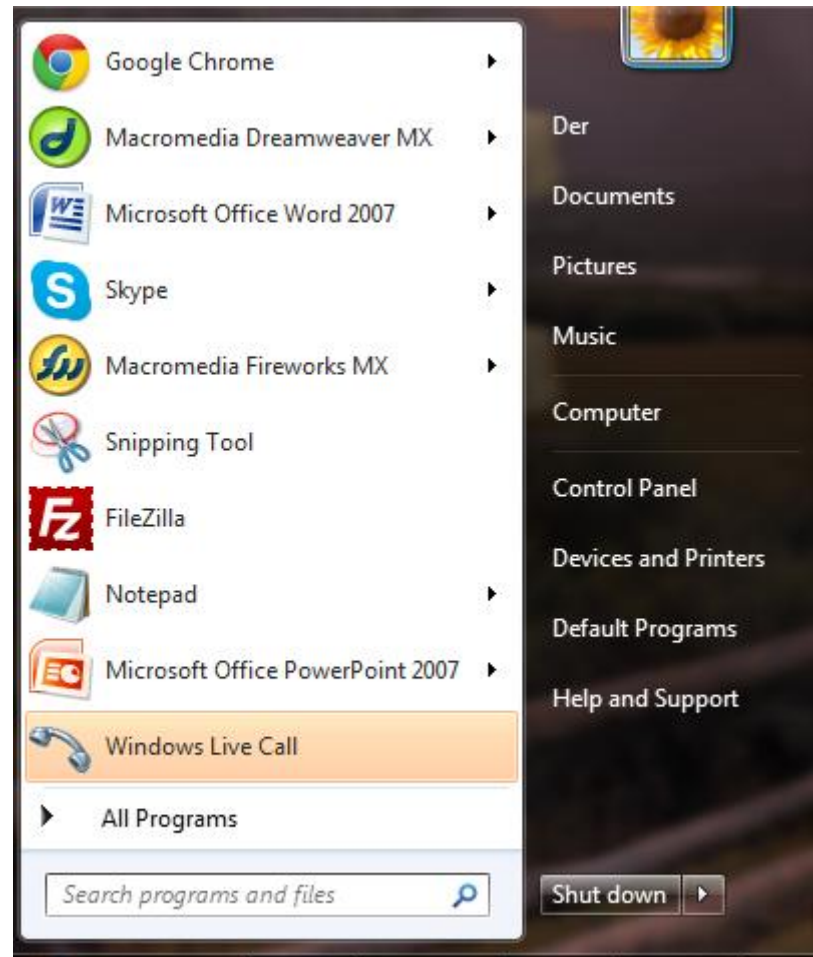 Google Chrome
Macromedia Dreamweaver MX
Microsoft Office Word 2007
Skype
Macromedia Fireworks MX
Snipping Tool
FileZilla
Notepad
Microsoft Office PowerPoint 2007
Windows Live Call
All Programs
Search programs and files
Der
Documents
Pictures
Music
Computer
Control Panel
Devices and Printers
Default Programs
Help and Support
Shut down